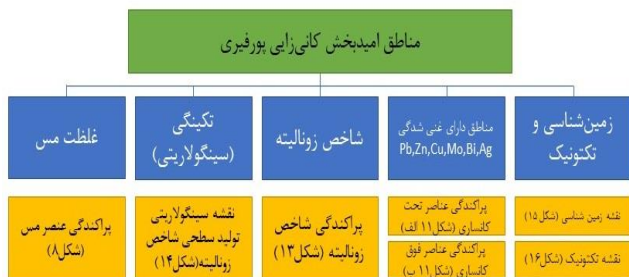 مناطق امیدبخش کانی‌زایی پورفیری
زمین‌شناسی و
تکتونیک
مناطق دارای غنی شدگی
Pb,Zn,Cu,Mo,Bi,Ag
شاخص زونالیته
تکینگی
(سینگولاریتی)
غلظت مس
نقشه زمین شناسی (شکل۱۵)
نقشه تکتونیک (شکل۱۶)
پراکندگی عناصر تحت
کانساری (شکل۱۱ الف)
پراکندگی عناصر فوق
کانساری (شکل۱۱ ب)
پراکندگی شاخص
زونالیته (شکل۱۳)
نقشه سینگولاریتی
تولید سطحی شاخص
زونالیته(شکل۱۴)
پراکندگی عنصر مس
(شکل۸)